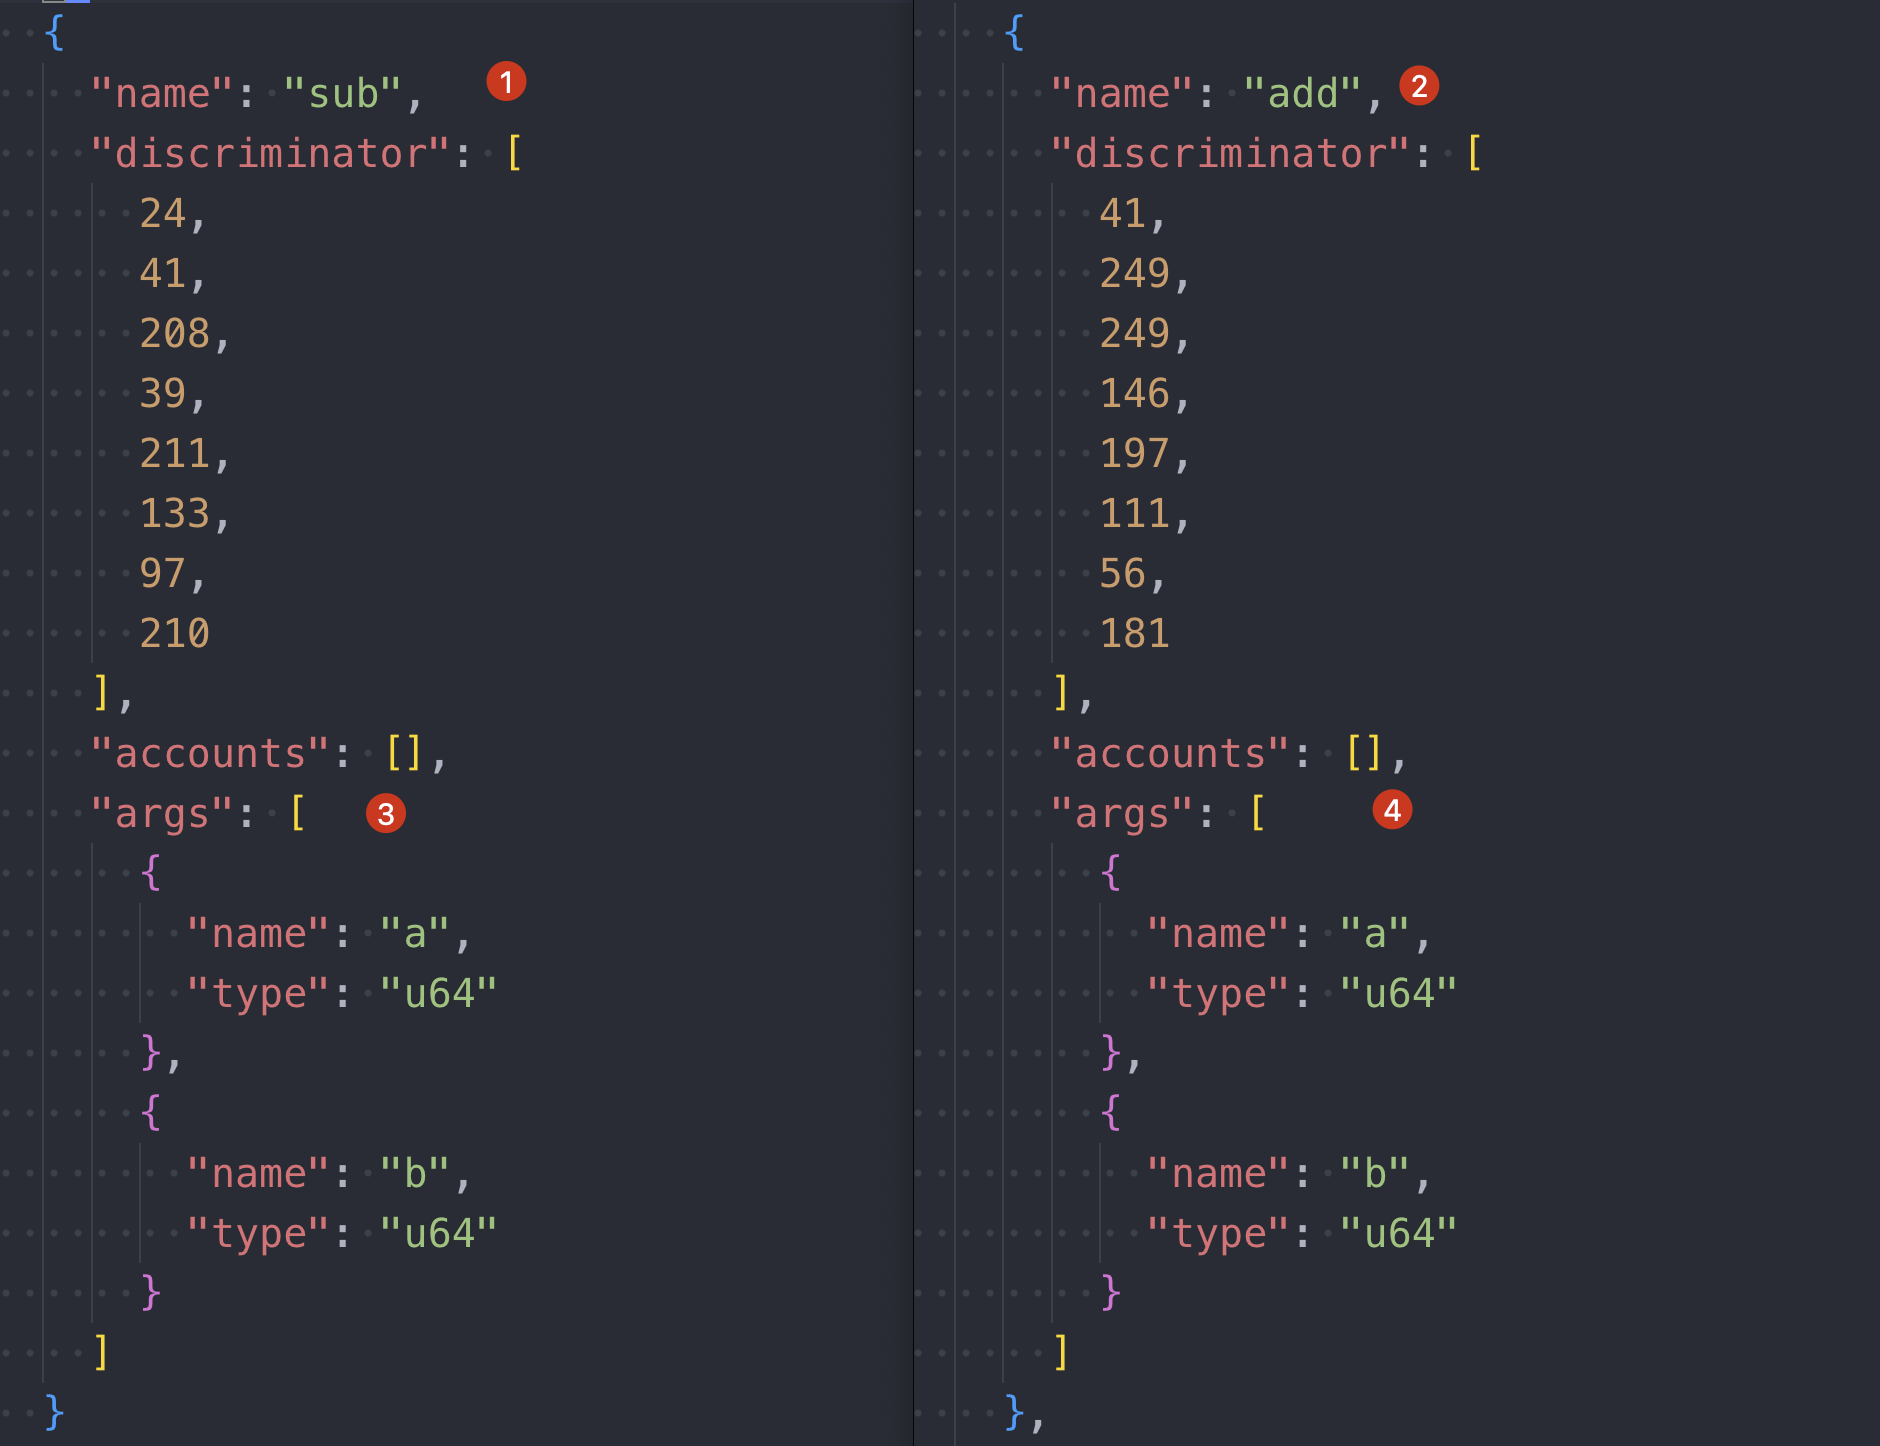 {
"name": "sub", 1
"discriminator": [
24,
41,
208,
39,
211,
133,
97,
210
],
"accounts": [],
"args": [ 3
{
"name": "a",
"type": "u64"
},
{
"name": "b",
"type": "u64"
}
]
}
{
"name": "add", 2
"discriminator": [
41,
249,
249,
146,
197,
111,
56,
181
],
"accounts": [],
"args": [ 4
{
"name": "a",
"type": "u64"
},
{
"name": "b",
"type": "u64"
}
]
},